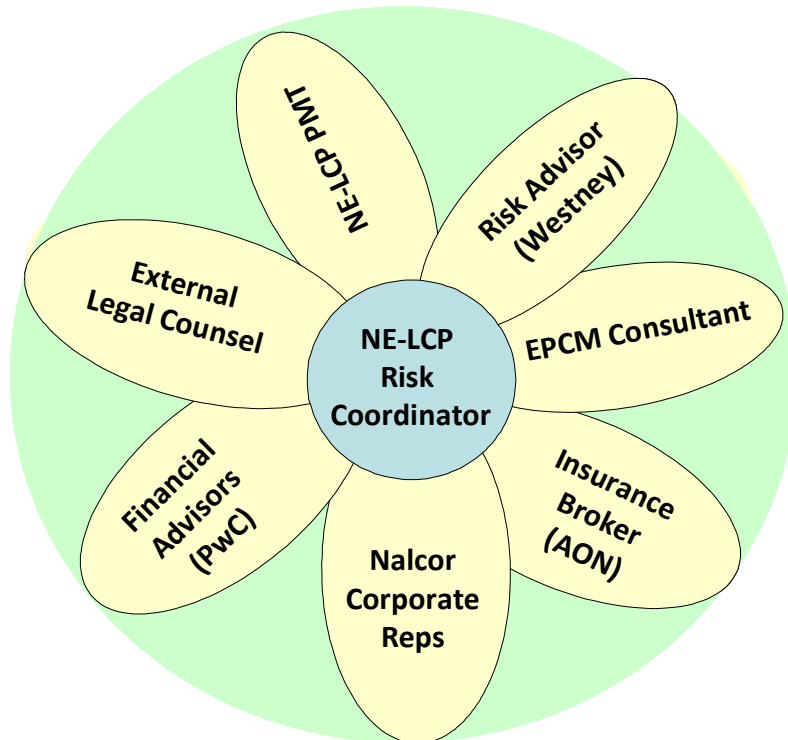 NE-LCP PMT
Risk Advisor
(Westney)
External
Legal Counsel
EPCM Consultant
NE-LCP
Risk
Coordinator
Financial
Advisors
(PwC)
Insurance
Broker
(AON)
Nalcor
Corporate
Reps